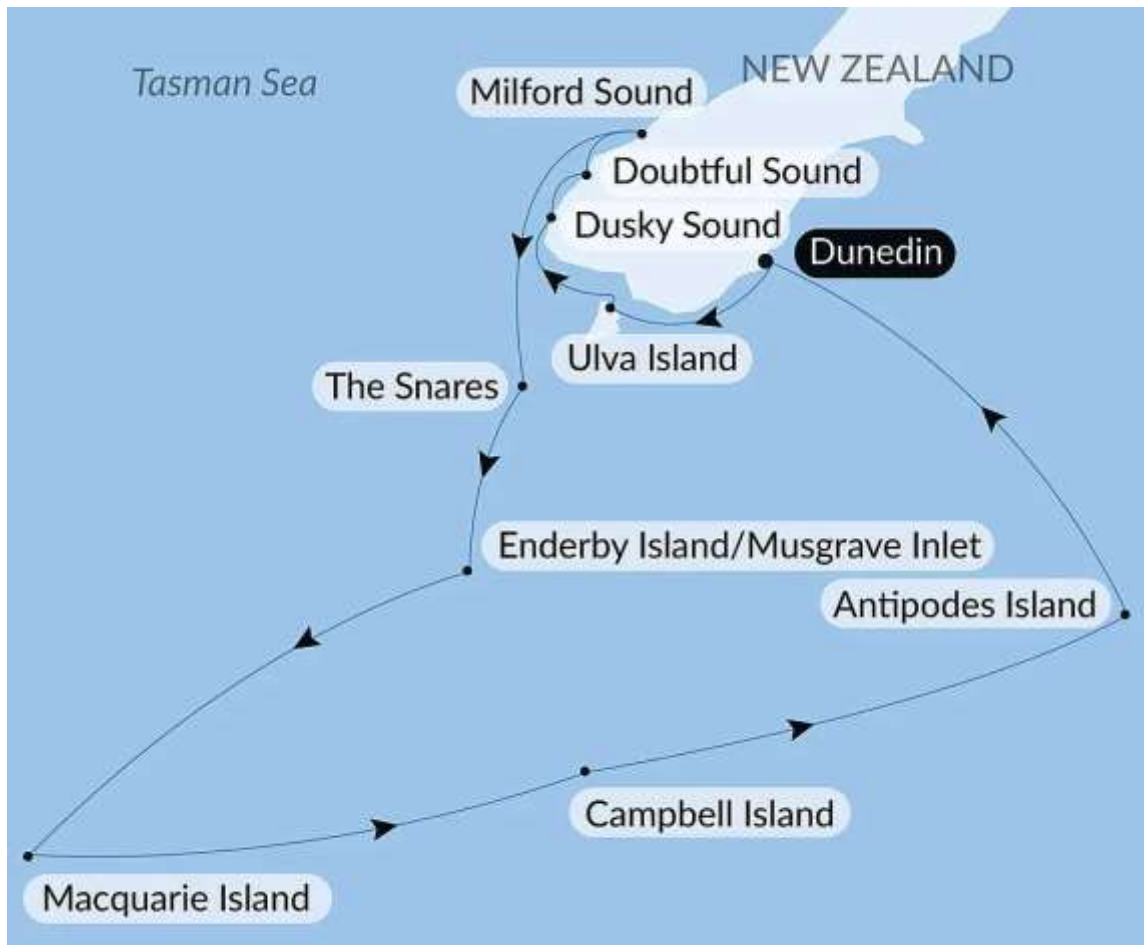 Tasman Sea
NEW ZEALAND
Milford Sound
Doubtful Sound
Dusky Sound
Dunedin
Ulva Island
The Snares
Enderby Island/Musgrave Inlet
Antipodes Island
Campbell Island
Macquarie Island